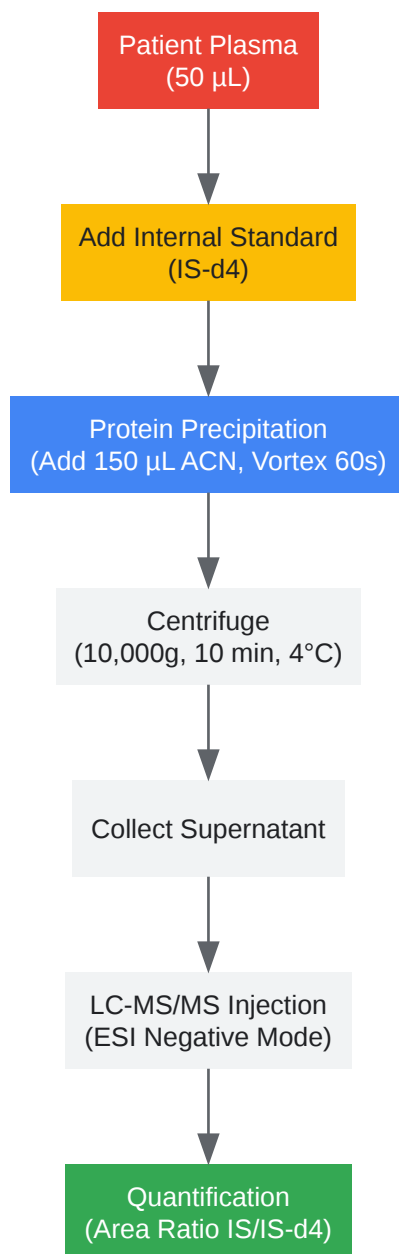 Patient Plasma
(50 µL)
Add Internal Standard
(IS-d4)
Protein Precipitation
(Add 150 µL ACN, Vortex 60s)
Centrifuge
(10,000g, 10 min, 4°C)
Collect Supernatant
LC-MS/MS Injection
(ESI Negative Mode)
Quantification
(Area Ratio IS/IS-d4)